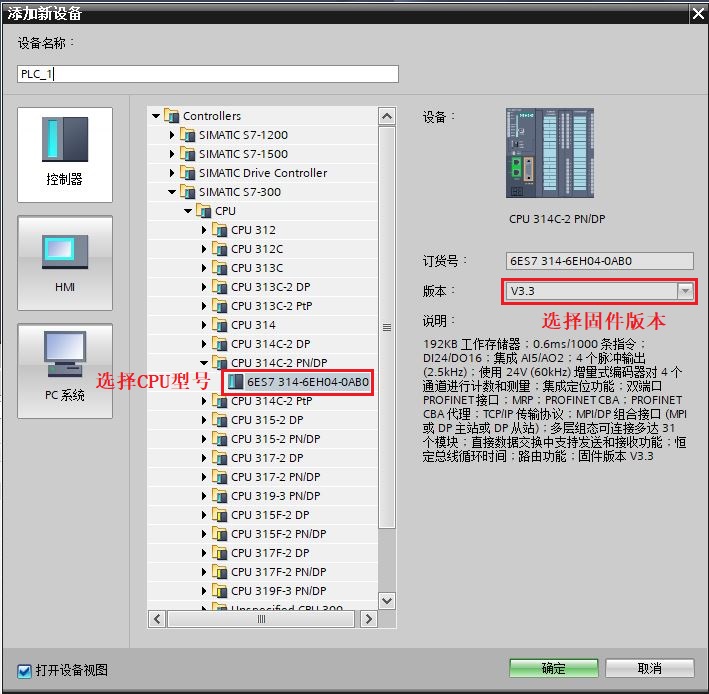 添加新设备
设备名称：
PLC_1
控制器
HMI
PC 系统
Controllers
SIMATIC S7-1200
SIMATIC S7-1500
SIMATIC Drive Controller
SIMATIC S7-300
CPU
CPU 312
CPU 312C
CPU 313C
CPU 313C-2 DP
CPU 313C-2 PtP
CPU 314
CPU 314C-2 DP
CPU 314C-2 PN/DP
选择CPU型号
6ES7 314-6EH04-0AB0
CPU 314C-2 PtP
CPU 315-2 DP
CPU 315-2 PN/DP
CPU 317-2 DP
CPU 317-2 PN/DP
CPU 319-3 PN/DP
CPU 315F-2 DP
CPU 315F-2 PN/DP
CPU 317F-2 DP
CPU 317F-2 PN/DP
CPU 319F-3 PN/DP
Unspecified CPU 300
设备：
CPU 314C-2 PN/DP
订货号：
6ES7 314-6EH04-0AB0
版本：
V3.3
选择固件版本
说明：
192KB 工作存储器；0.6ms/1000 条指令；
DI24/DO16；集成 AI5/AO2；4 个脉冲输出
(2.5kHz)；使用 24V (60kHz) 增量式编码器对 4 个
通道进行计数和测量；集成定位功能；双端口
PROFINET 接口；MRP；PROFINET CBA；PROFINET
CBA 代理；TCP/IP 传输协议；MPI/DP 组合接口 (MPI
或 DP 主站或 DP 从站)；多层组态可连接多达 31
个模块；直接数据交换中支持发送和接收功能；恒
定总线循环时间；路由功能；固件版本 V3.3
打开设备视图
确定
取消